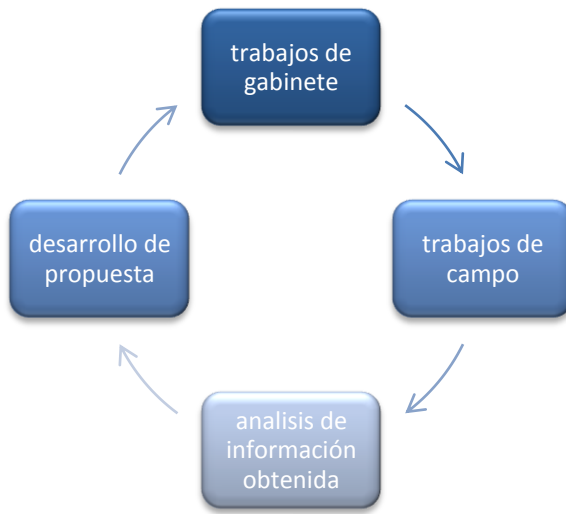 trabajos de
gabinete
trabajos de
campo
analisis de
información
obtenida
desarrollo de
propuesta